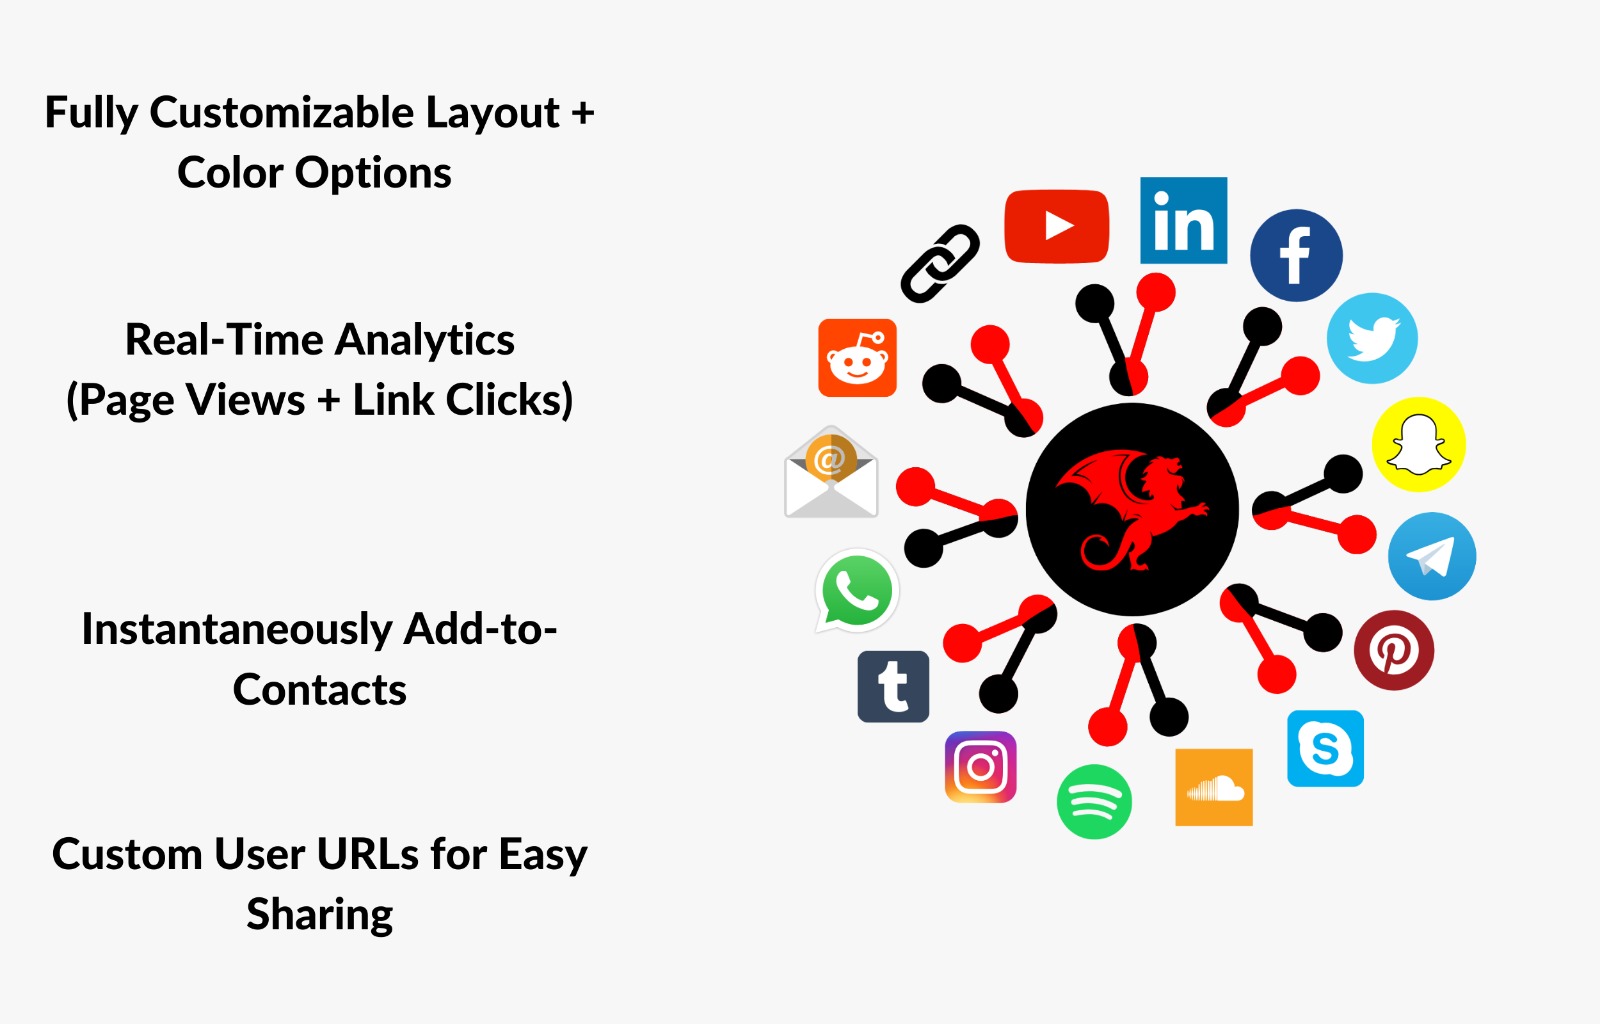 Fully Customizable Layout +
Color Options
Real-Time Analytics
(Page Views + Link Clicks)
Instantaneously Add-to-
Contacts
Custom User URLs for Easy
Sharing
in
f
@
t
S